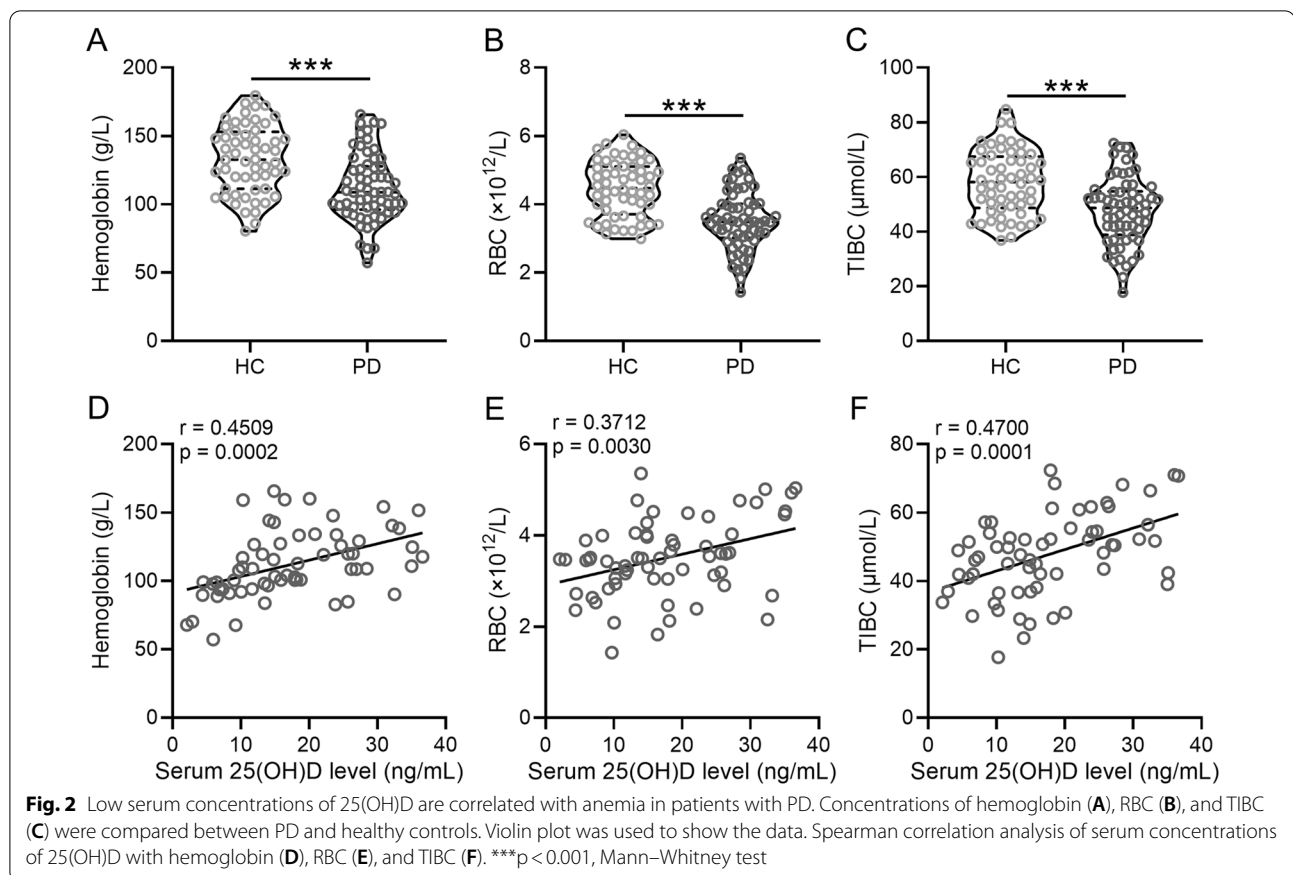 A
B
C
200
150
100
50
0
Hemoglobin (g/L)
***
HC
PD
8
6
4
2
0
RBC (×10¹²/L)
***
HC
PD
100
80
60
40
20
0
TIBC (μmol/L)
***
HC
PD
D
r = 0.4509
p = 0.0002
200
150
100
50
0
Hemoglobin (g/L)
0
10
20
30
40
Serum 25(OH)D level (ng/mL)
E
r = 0.3712
p = 0.0030
6
4
2
0
RBC (×10¹²/L)
0
10
20
30
40
Serum 25(OH)D level (ng/mL)
F
r = 0.4700
p = 0.0001
80
60
40
20
0
TIBC (μmol/L)
0
10
20
30
40
Serum 25(OH)D level (ng/mL)
Fig. 2 Low serum concentrations of 25(OH)D are correlated with anemia in patients with PD. Concentrations of hemoglobin (A), RBC (B), and TIBC
(C) were compared between PD and healthy controls. Violin plot was used to show the data. Spearman correlation analysis of serum concentrations
of 25(OH)D with hemoglobin (D), RBC (E), and TIBC (F). ***p < 0.001, Mann–Whitney test